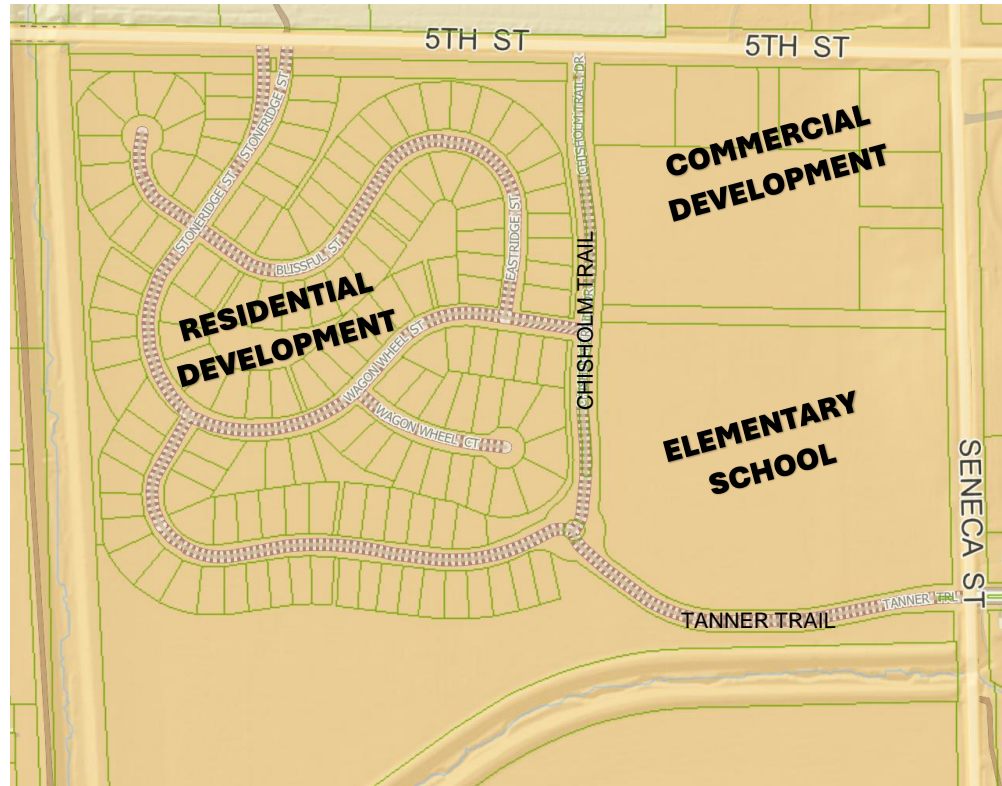 5TH ST
5TH ST
STONERIDGE ST
CHISHOLM TRAIL DR
COMMERCIAL
DEVELOPMENT
STONERIDGE ST
BLISSFUL ST
EASTRIDGE ST
CHISHOLM TRAIL
RESIDENTIAL
DEVELOPMENT
WAGON WHEEL ST
WAGON WHEEL CT
ELEMENTARY
SCHOOL
SENECA ST
TANNER TRL
TANNER TRAIL